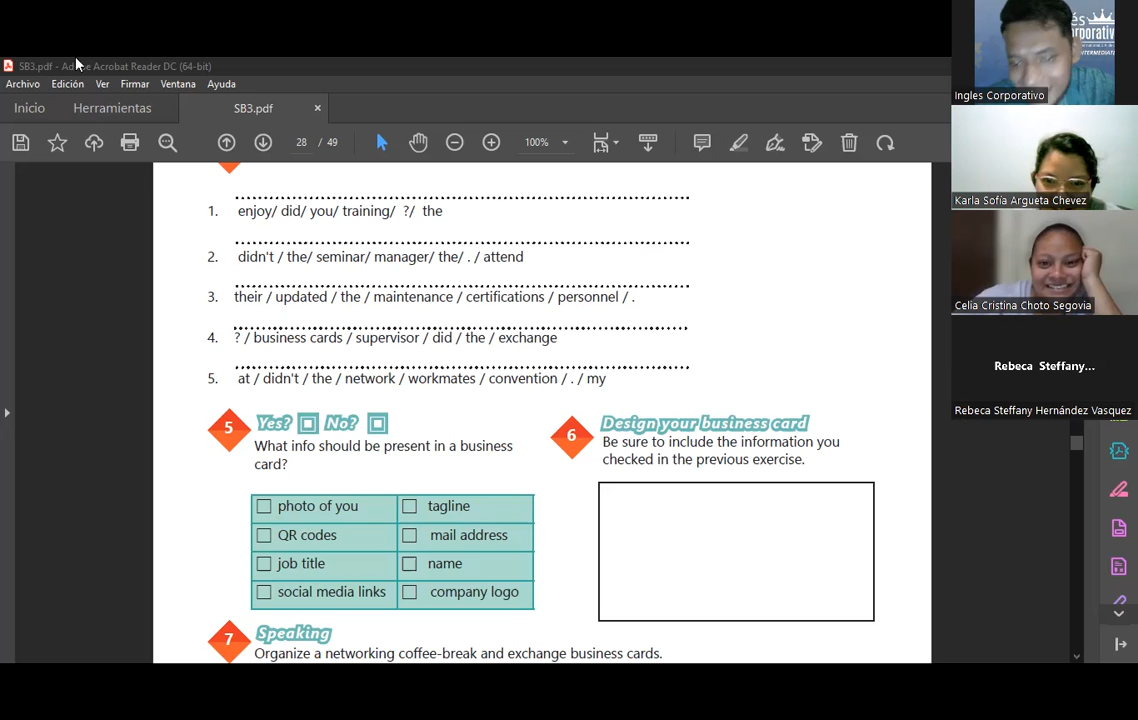 SB3.pdf - Adobe Acrobat Reader DC (64-bit)
Archivo Edición Ver Firmar Ventana Ayuda
Inicio Herramientas SB3.pdf ×
28 / 49 100%
1. enjoy/ did/ you/ training/ ?/ the
2. didn't / the/ seminar/ manager/ the/ . / attend
3. their / updated / the / maintenance / certifications / personnel / .
4. ? / business cards / supervisor / did / the / exchange
5. at / didn't / the / network / workmates / convention / . / my
5 Yes? No?
What info should be present in a business
card?
photo of you tagline
QR codes mail address
job title name
social media links company logo
6 Design your business card
Be sure to include the information you
checked in the previous exercise.
7 Speaking
Organize a networking coffee-break and exchange business cards.
Ingles Corporativo
Karla Sofía Argueta Chevez
Celia Cristina Choto Segovia
Rebeca Steffany...
Rebeca Steffany Hernández Vasquez